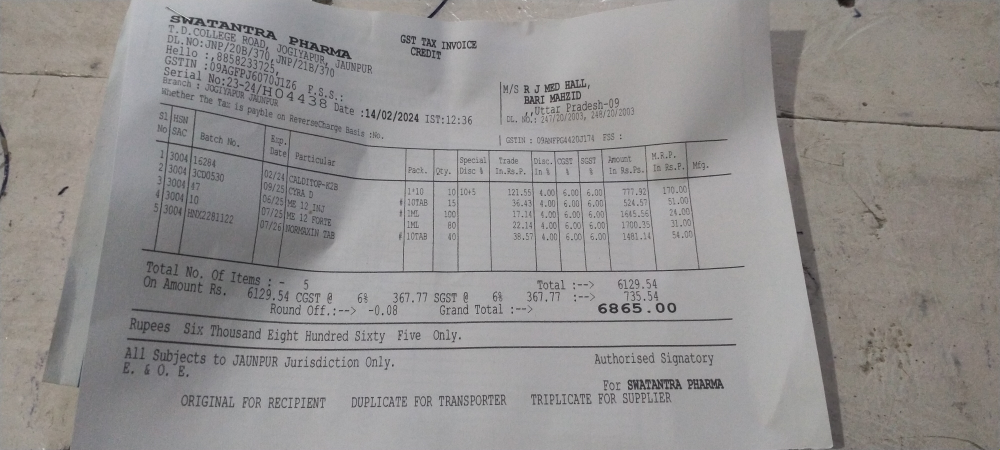 SWATANTRA PHARMA
GST TAX INVOICE
CREDIT
T.D.COLLEGE ROAD, JOGIYAPUR, JAUNPUR
DL.NO:JNP/20B/370,JNP/21B/370
Hello :,8858233725,
GSTIN :09AGFPJ6070J1Z6 F.S.S.:
Serial No:23-24/HO4438 Date :14/02/2024 IST:12:36
Branch : JOGIYAPUR JAUNPUR
Whether The Tax is payble on ReverseCharge Basis :No.
M/S R J MED HALL,
BARI MAHZID
,,Uttar Pradesh-09
DL. NO.: 247/20/2003, 248/20/2003
GSTIN : 09AMFPG4420J174 FSS :
Sl No HSN SAC Batch No. Exp. Date Particular Pack. Qty. Special Disc % Trade In.Rs.P. Disc. in % CGST % SGST % Amount In Rs.Ps. M.R.P. In Rs.P. Mfg.
1 3004 16284 02/24 CALDITOP-K2B 1*10 10 10+5 121.55 4.00 6.00 6.00 777.92 170.00
2 3004 3CD0530 09/25 CYRA D # 10TAB 15 36.43 4.00 6.00 6.00 524.57 51.00
3 3004 47 06/25 ME 12 INJ 1ML 100 17.14 4.00 6.00 6.00 1645.56 24.00
4 3004 10 07/25 ME 12 FORTE 1ML 80 22.14 4.00 6.00 6.00 1700.35 31.00
5 3004 HNX2281122 07/26 NORMAXIN TAB # 10TAB 40 38.57 4.00 6.00 6.00 1481.14 54.00
Total No. Of Items : - 5 Total :--> 6129.54
On Amount Rs. 6129.54 CGST @ 6% 367.77 SGST @ 6% 367.77 :--> 735.54
Round Off.:--> -0.08 Grand Total :--> 6865.00
Rupees Six Thousand Eight Hundred Sixty Five Only.
All Subjects to JAUNPUR Jurisdiction Only.
E. & O. E.
Authorised Signatory
For SWATANTRA PHARMA
ORIGINAL FOR RECIPIENT DUPLICATE FOR TRANSPORTER TRIPLICATE FOR SUPPLIER